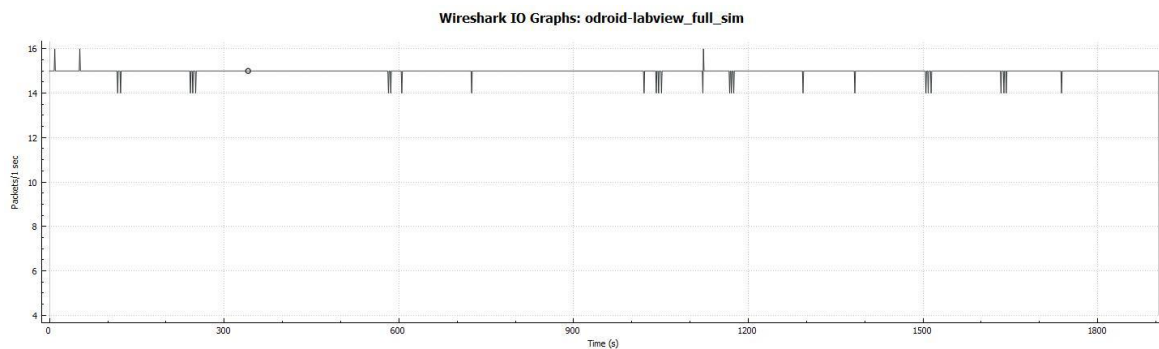 Wireshark IO Graphs: odroid-labview_full_sim
16
14
12
10
8
6
4
Packets/1 sec
0 300 600 900 1200 1500 1800
Time (s)